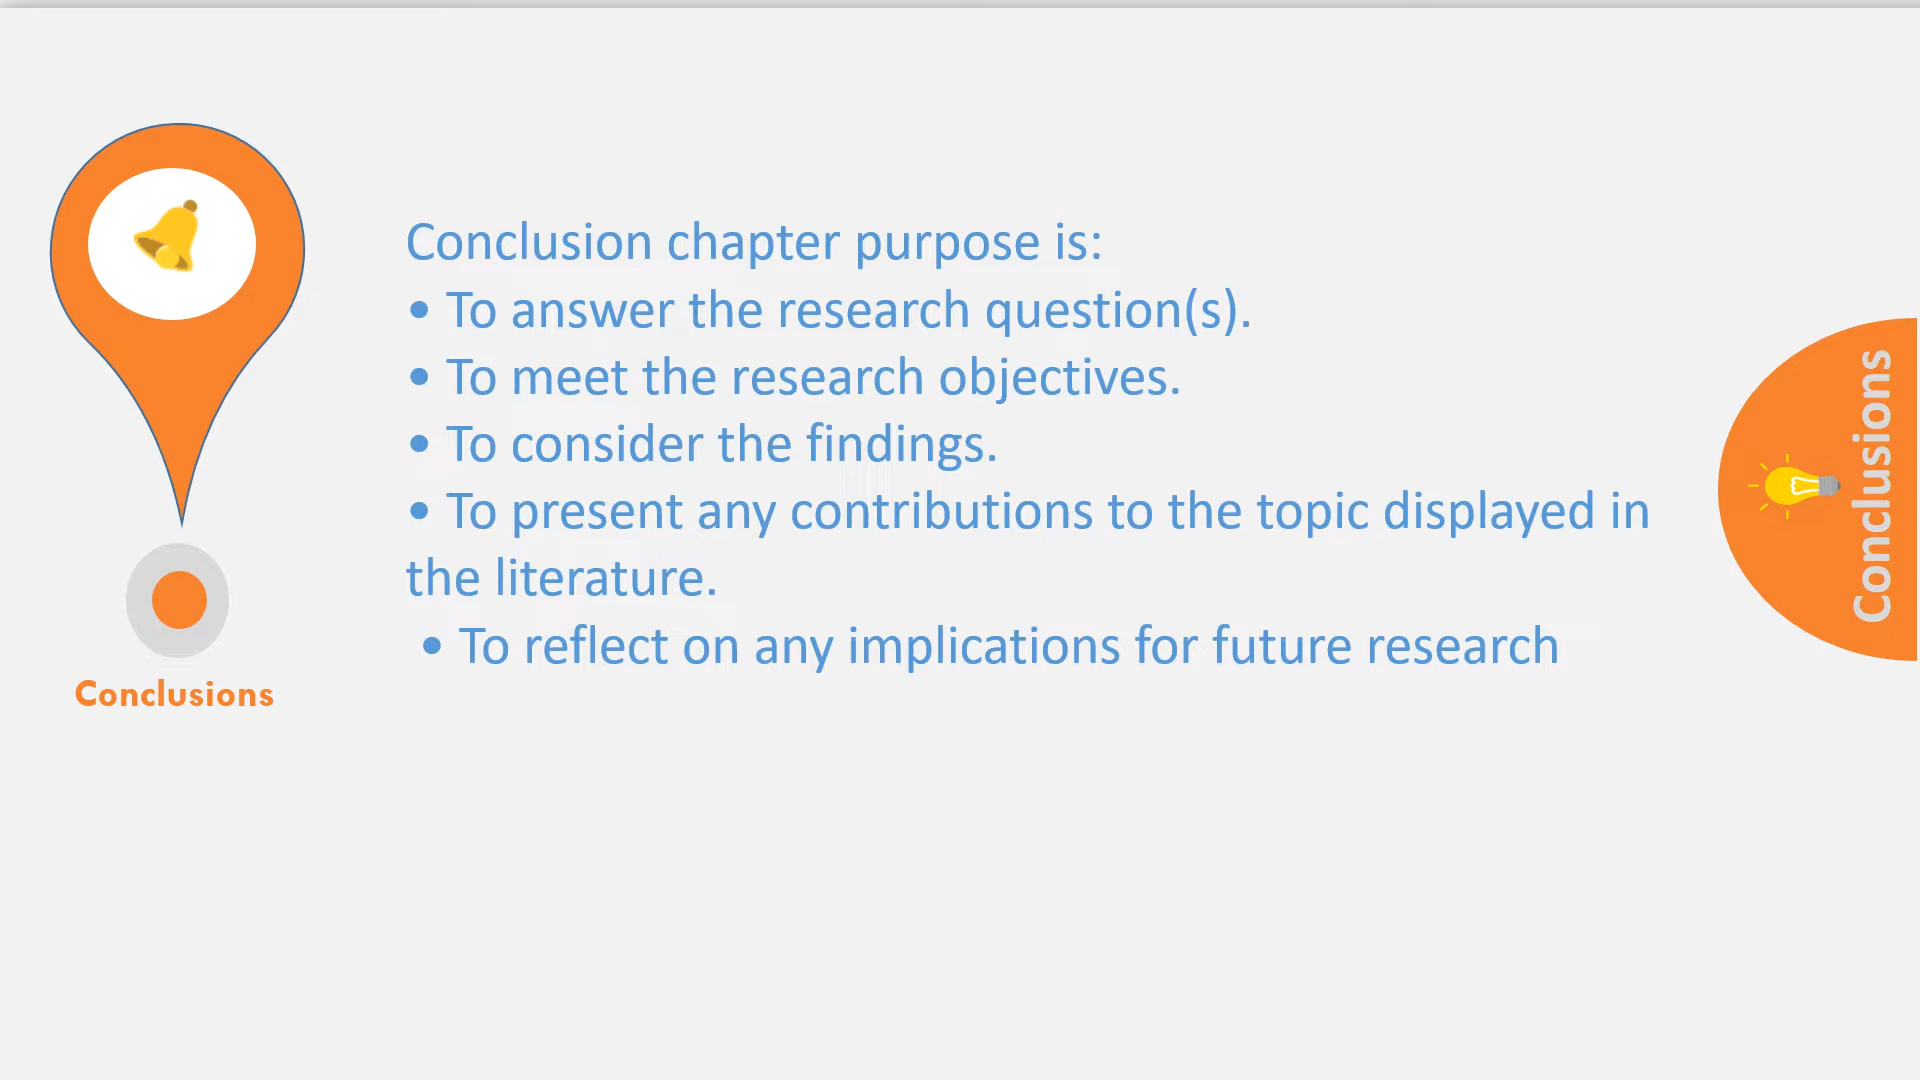 Conclusion chapter purpose is:
• To answer the research question(s).
• To meet the research objectives.
• To consider the findings.
• To present any contributions to the topic displayed in
the literature.
• To reflect on any implications for future research
Conclusions
Conclusions